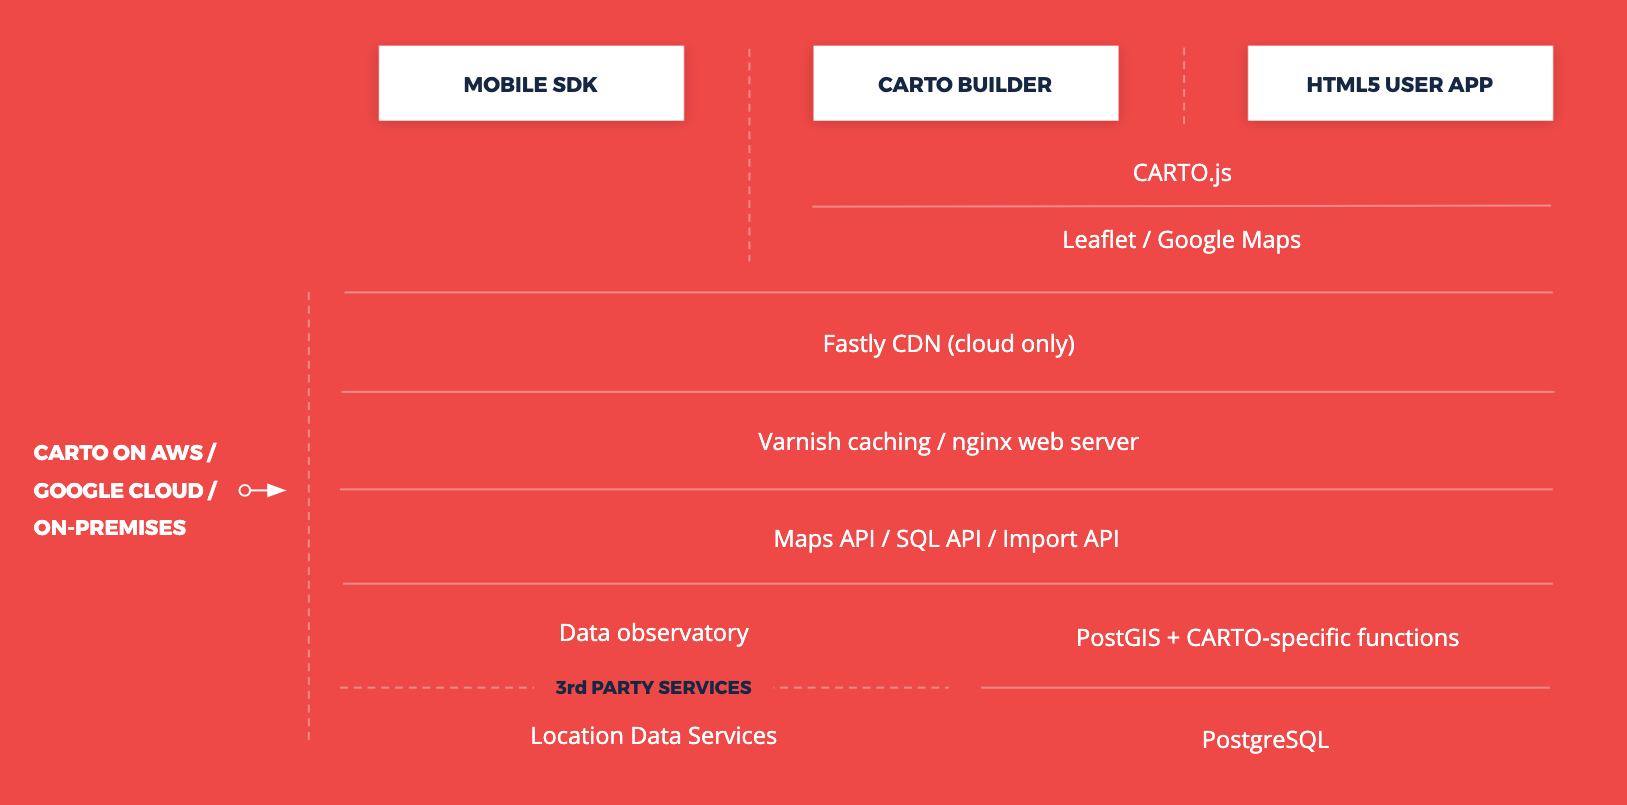 MOBILE SDK
CARTO BUILDER
HTML5 USER APP
CARTO.js
Leaflet / Google Maps
Fastly CDN (cloud only)
Varnish caching / nginx web server
CARTO ON AWS /
GOOGLE CLOUD /
ON-PREMISES
Maps API / SQL API / Import API
Data observatory
PostGIS + CARTO-specific functions
3rd PARTY SERVICES
Location Data Services
PostgreSQL